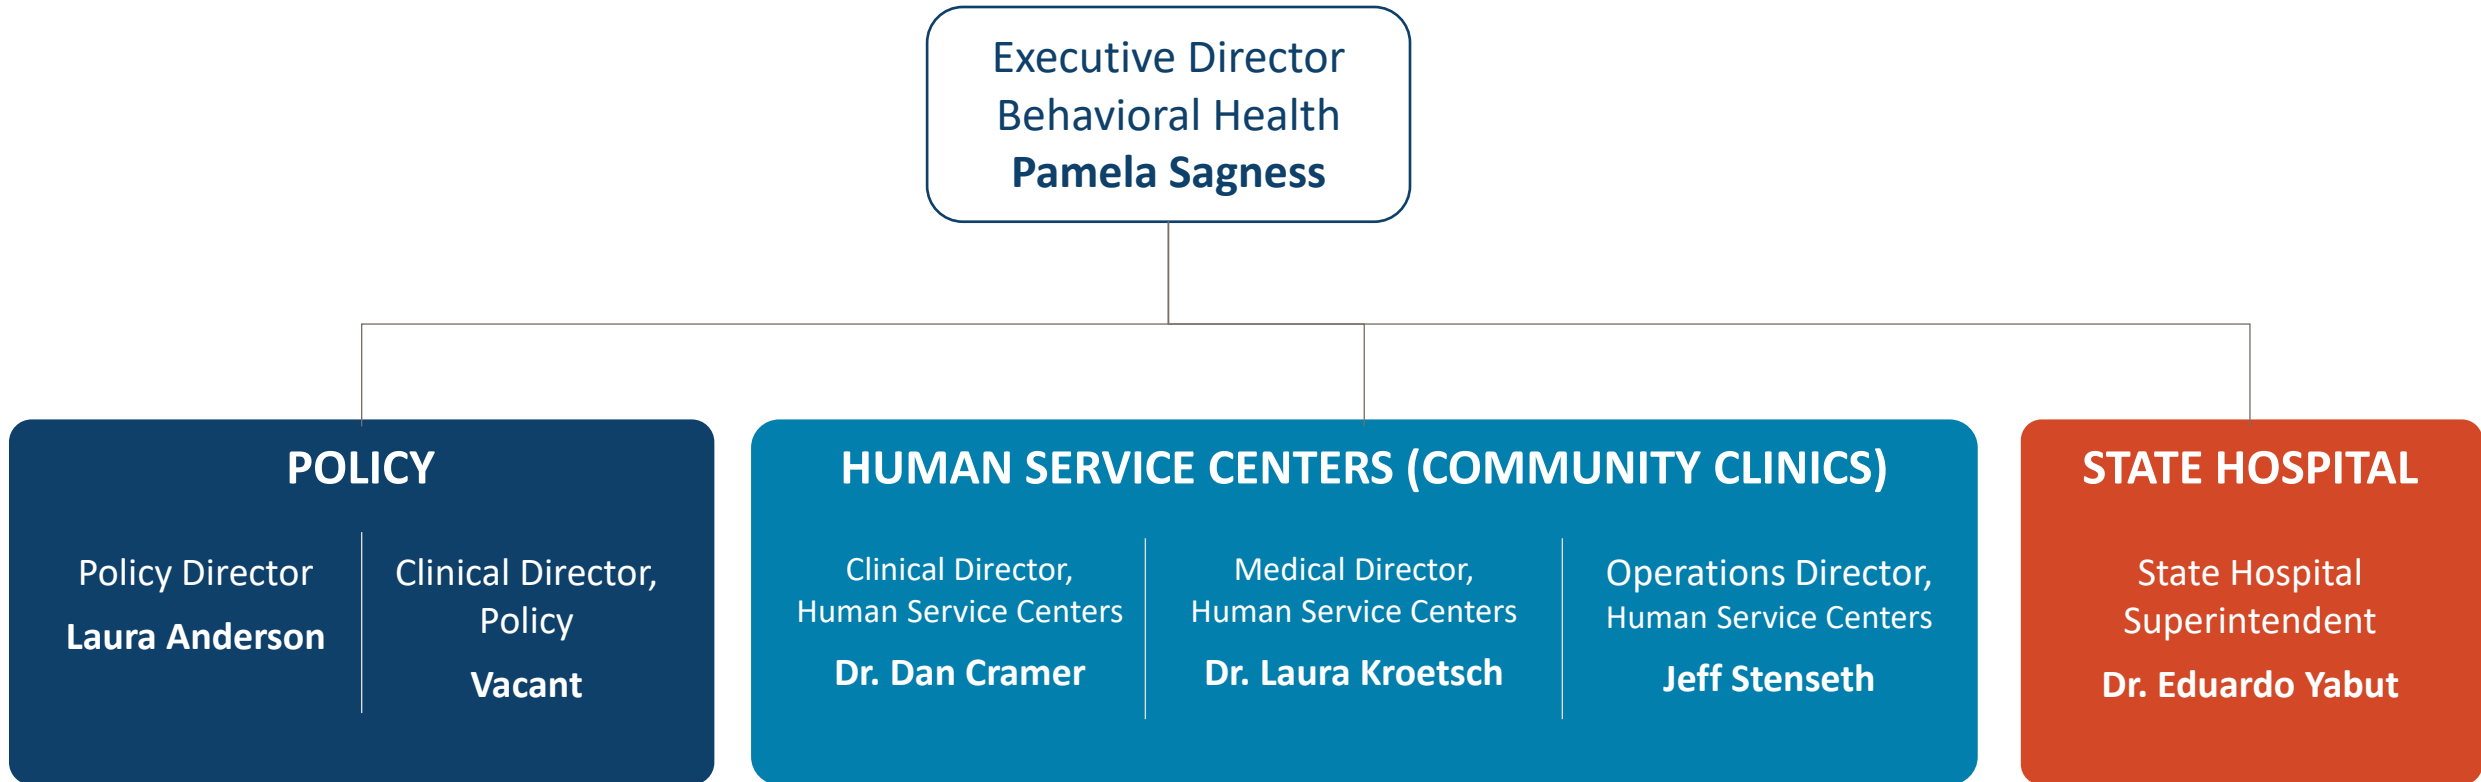 Executive Director
Behavioral Health
Pamela Sagness
POLICY
Policy Director
Laura Anderson
Clinical Director,
Policy
Vacant
HUMAN SERVICE CENTERS (COMMUNITY CLINICS)
Clinical Director,
Human Service Centers
Dr. Dan Cramer
Medical Director,
Human Service Centers
Dr. Laura Kroetsch
Operations Director,
Human Service Centers
Jeff Stenseth
STATE HOSPITAL
State Hospital
Superintendent
Dr. Eduardo Yabut